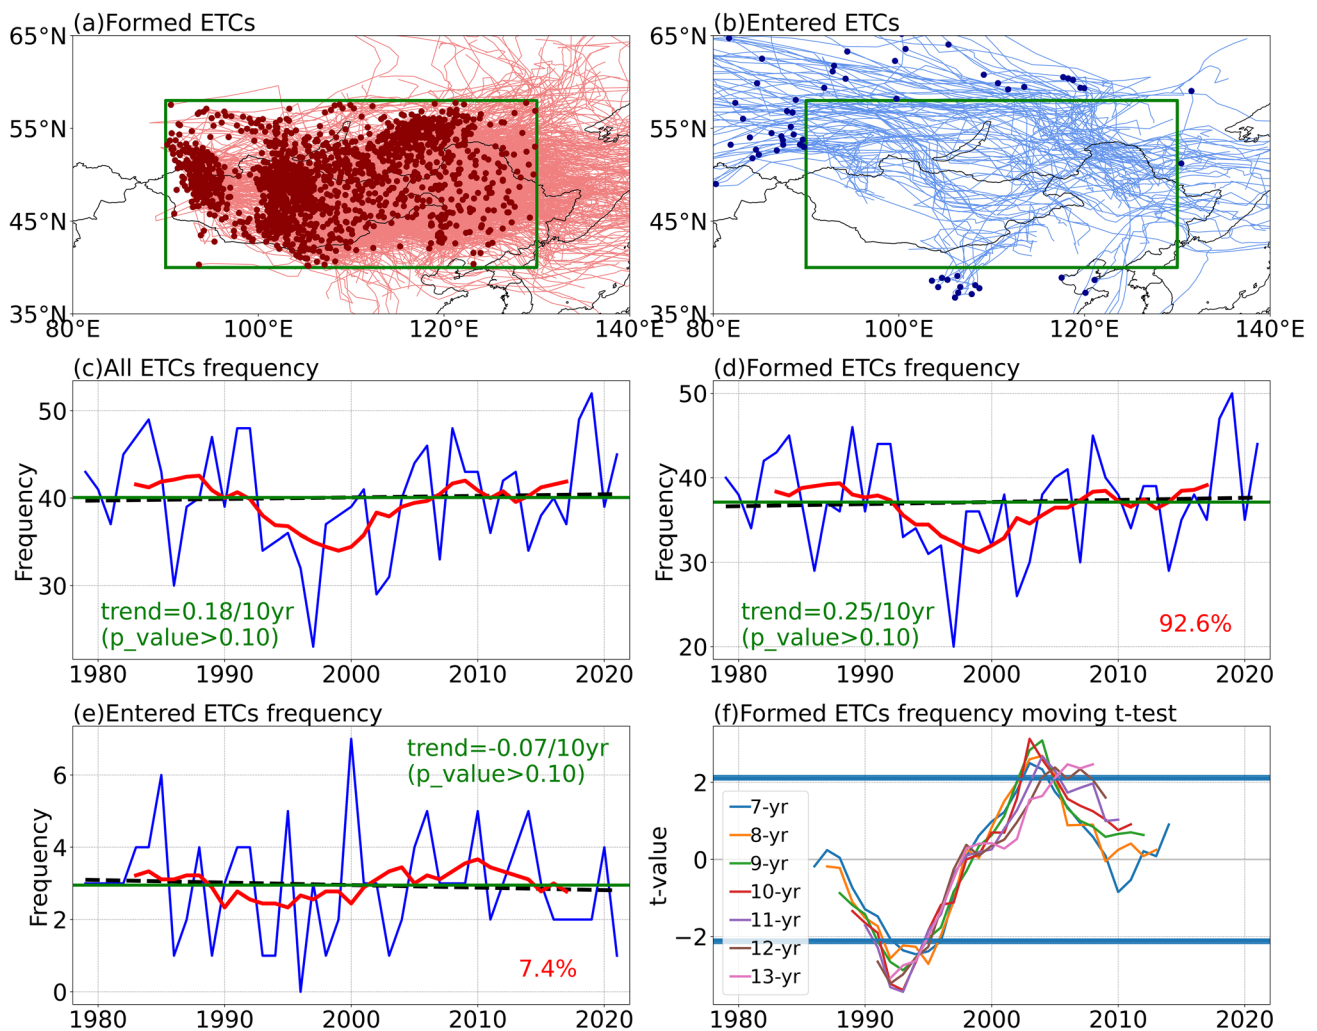 (a)Formed ETCs
(b)Entered ETCs
65°N
55°N
45°N
35°N
80°E
100°E
120°E
140°E
65°N
55°N
45°N
35°N
80°E
100°E
120°E
140°E
(c)All ETCs frequency
(d)Formed ETCs frequency
Frequency
50
40
30
trend=0.18/10yr
(p_value>0.10)
1980
1990
2000
2010
2020
Frequency
50
40
30
20
trend=0.25/10yr
(p_value>0.10)
92.6%
1980
1990
2000
2010
2020
(e)Entered ETCs frequency
(f)Formed ETCs frequency moving t-test
Frequency
6
4
2
0
trend=-0.07/10yr
(p_value>0.10)
7.4%
1980
1990
2000
2010
2020
t-value
2
0
−2
7-yr
8-yr
9-yr
10-yr
11-yr
12-yr
13-yr
1980
1990
2000
2010
2020